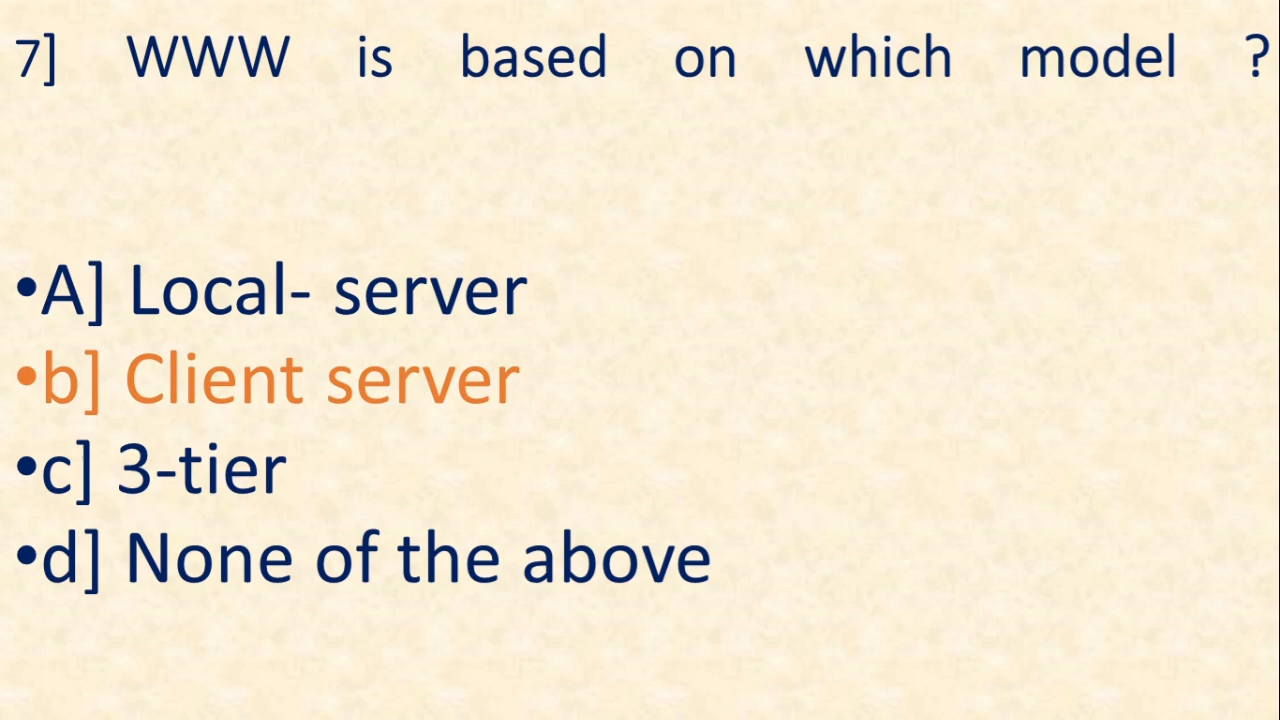 7] WWW is based on which model ?
•A] Local- server
•b] Client server
•c] 3-tier
•d] None of the above